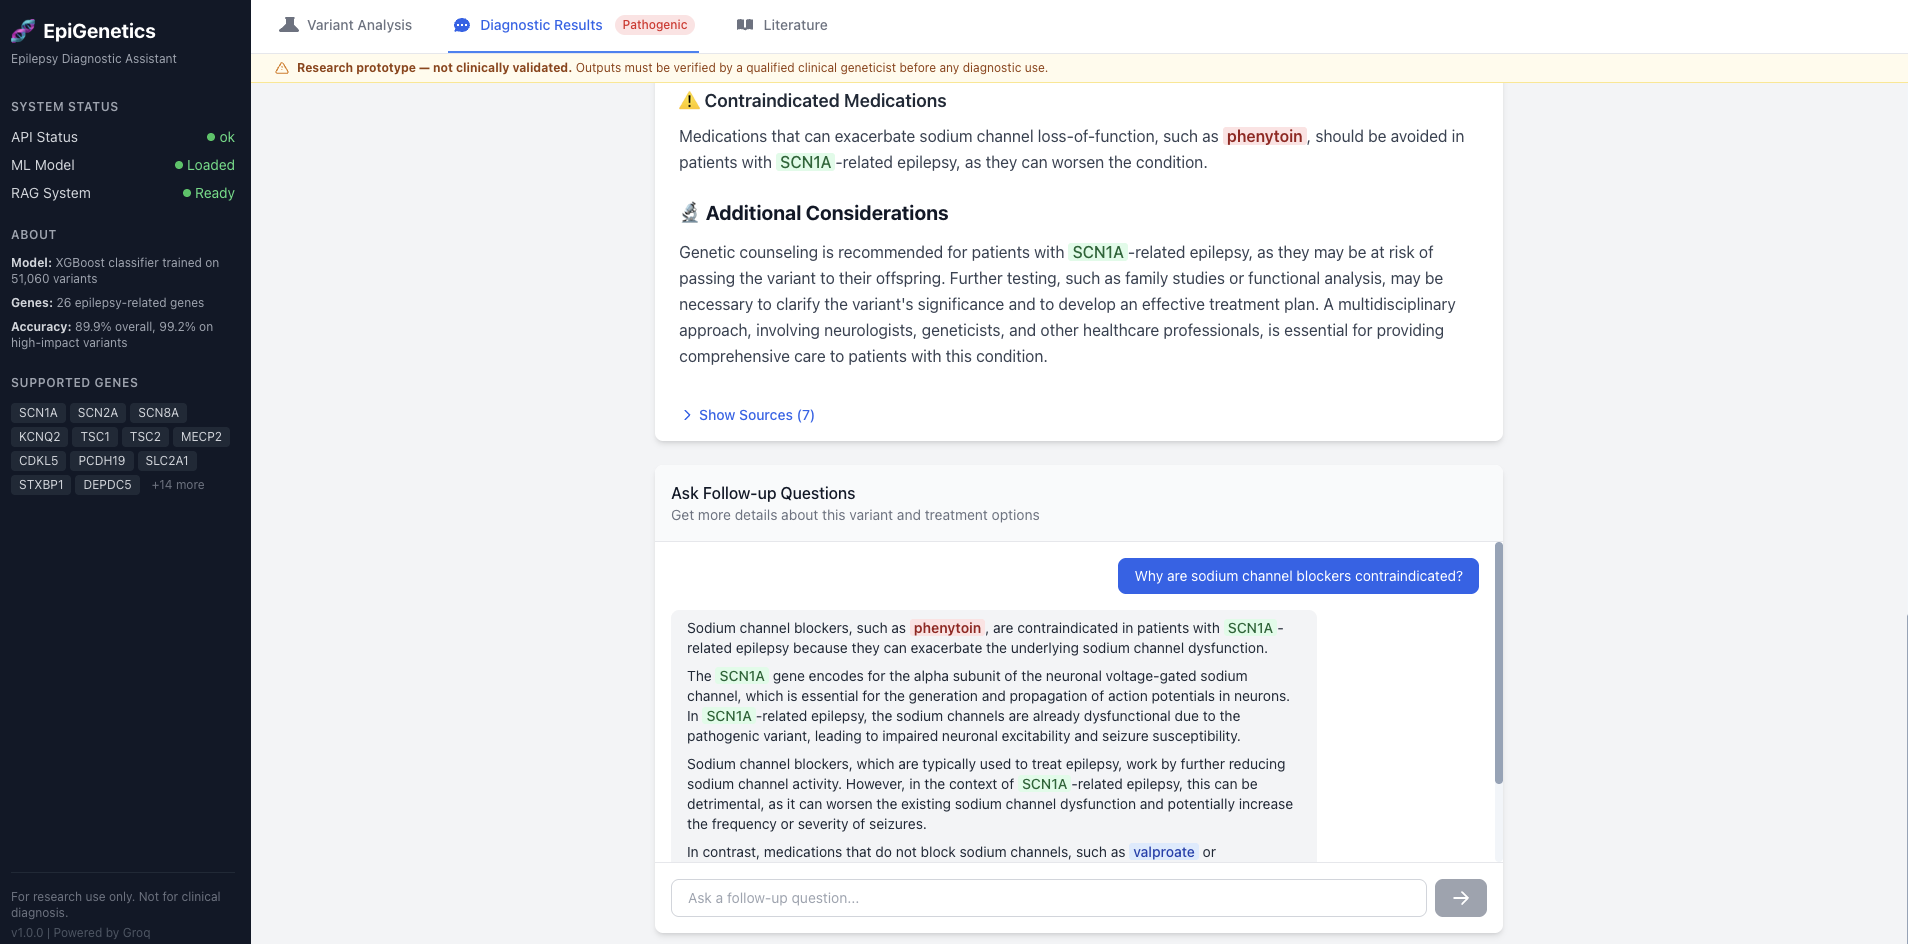 EpiGenetics
Epilepsy Diagnostic Assistant
SYSTEM STATUS
API Status ok
ML Model Loaded
RAG System Ready
ABOUT
Model: XGBoost classifier trained on
51,060 variants
Genes: 26 epilepsy-related genes
Accuracy: 89.9% overall, 99.2% on
high-impact variants
SUPPORTED GENES
SCN1A SCN2A SCN8A
KCNQ2 TSC1 TSC2 MECP2
CDKL5 PCDH19 SLC2A1
STXBP1 DEPDC5 +14 more
For research use only. Not for clinical
diagnosis.
v1.0.0 | Powered by Groq
Variant Analysis Diagnostic Results Pathogenic Literature
Research prototype — not clinically validated. Outputs must be verified by a qualified clinical geneticist before any diagnostic use.
Contraindicated Medications
Medications that can exacerbate sodium channel loss-of-function, such as phenytoin, should be avoided in
patients with SCN1A-related epilepsy, as they can worsen the condition.
Additional Considerations
Genetic counseling is recommended for patients with SCN1A-related epilepsy, as they may be at risk of
passing the variant to their offspring. Further testing, such as family studies or functional analysis, may be
necessary to clarify the variant's significance and to develop an effective treatment plan. A multidisciplinary
approach, involving neurologists, geneticists, and other healthcare professionals, is essential for providing
comprehensive care to patients with this condition.
Show Sources (7)
Ask Follow-up Questions
Get more details about this variant and treatment options
Why are sodium channel blockers contraindicated?
Sodium channel blockers, such as phenytoin, are contraindicated in patients with SCN1A-
related epilepsy because they can exacerbate the underlying sodium channel dysfunction.
The SCN1A gene encodes for the alpha subunit of the neuronal voltage-gated sodium
channel, which is essential for the generation and propagation of action potentials in neurons.
In SCN1A-related epilepsy, the sodium channels are already dysfunctional due to the
pathogenic variant, leading to impaired neuronal excitability and seizure susceptibility.
Sodium channel blockers, which are typically used to treat epilepsy, work by further reducing
sodium channel activity. However, in the context of SCN1A-related epilepsy, this can be
detrimental, as it can worsen the existing sodium channel dysfunction and potentially increase
the frequency or severity of seizures.
In contrast, medications that do not block sodium channels, such as valproate or
Ask a follow-up question...